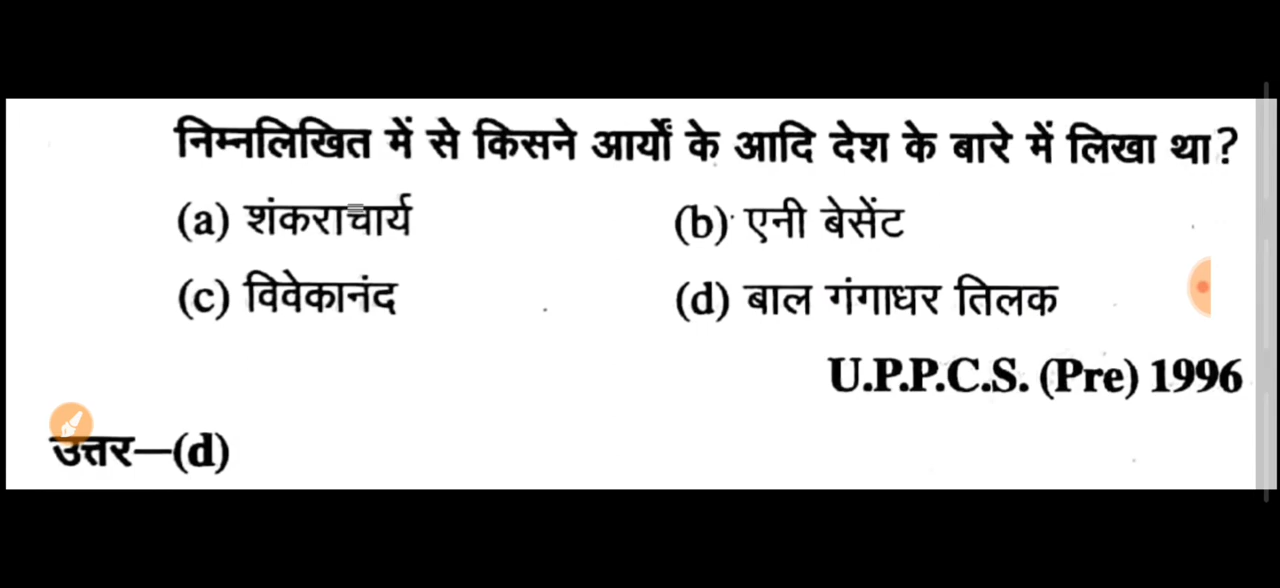 निम्नलिखित में से किसने आर्यों के आदि देश के बारे में लिखा था?
(a) शंकराचार्य (b) एनी बेसेंट
(c) विवेकानंद (d) बाल गंगाधर तिलक
U.P.P.C.S. (Pre) 1996
उत्तर—(d)